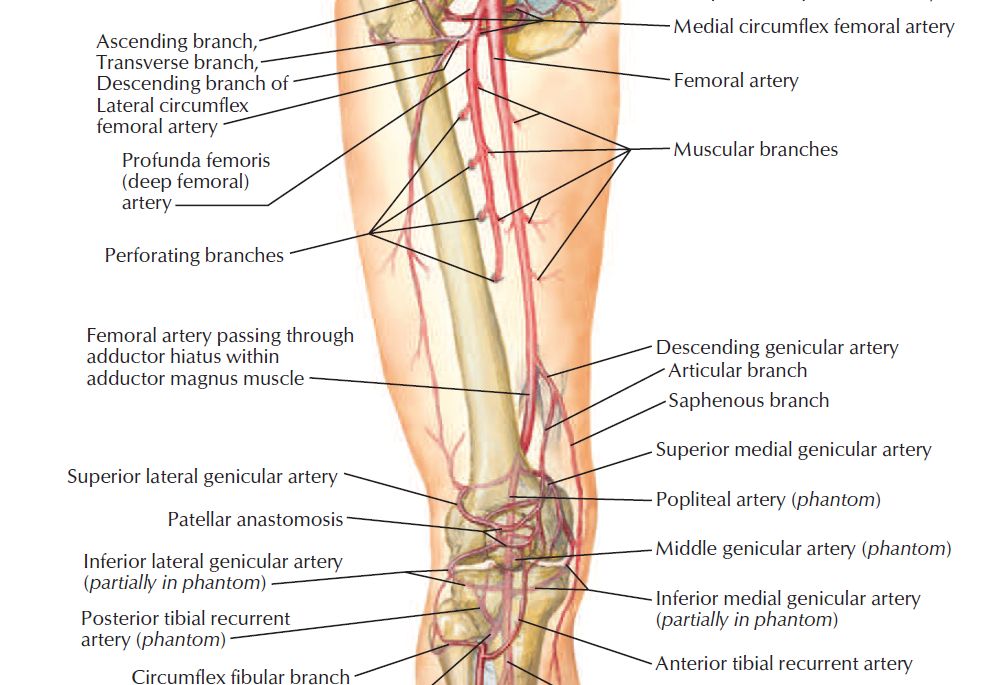 Ascending branch,
Transverse branch,
Descending branch of
Lateral circumflex
femoral artery
Profunda femoris
(deep femoral)
artery
Perforating branches
Femoral artery passing through
adductor hiatus within
adductor magnus muscle
Superior lateral genicular artery
Patellar anastomosis
Inferior lateral genicular artery
(partially in phantom)
Posterior tibial recurrent
artery (phantom)
Circumflex fibular branch
Medial circumflex femoral artery
Femoral artery
Muscular branches
Descending genicular artery
Articular branch
Saphenous branch
Superior medial genicular artery
Popliteal artery (phantom)
Middle genicular artery (phantom)
Inferior medial genicular artery
(partially in phantom)
Anterior tibial recurrent artery